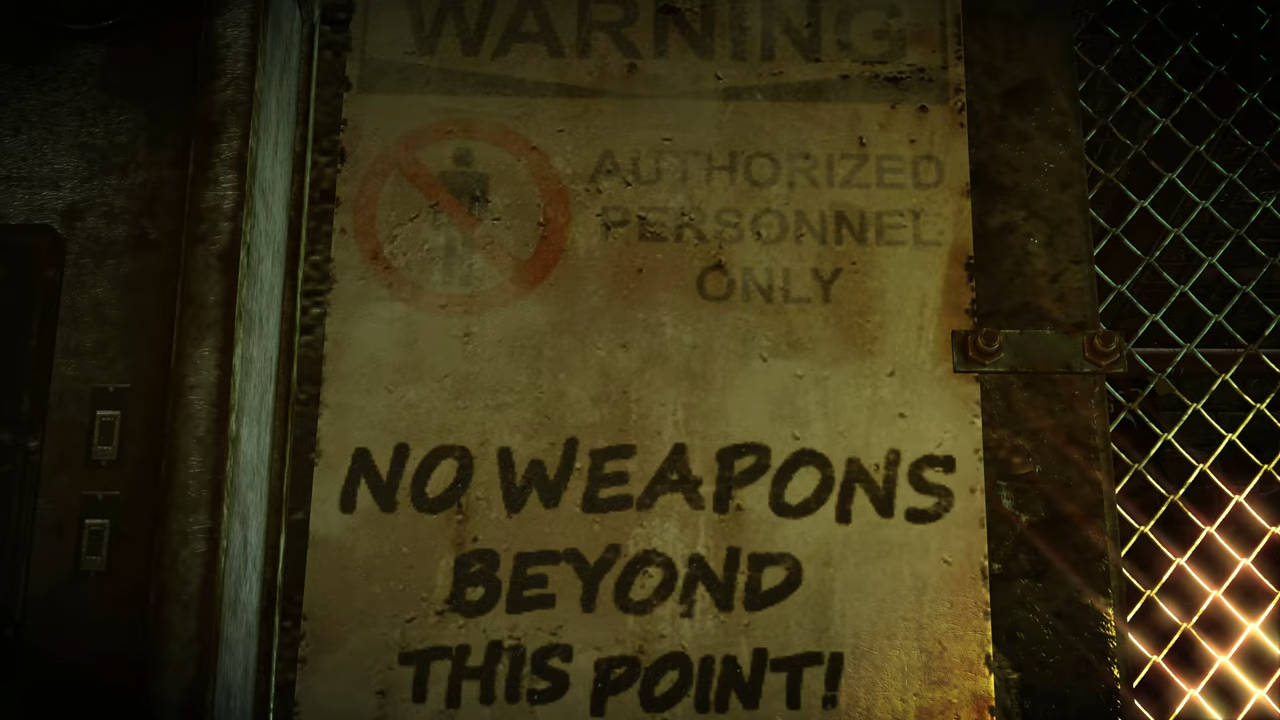 WARNING
AUTHORIZED
PERSONNEL
ONLY
NO WEAPONS
BEYOND
THIS POINT!